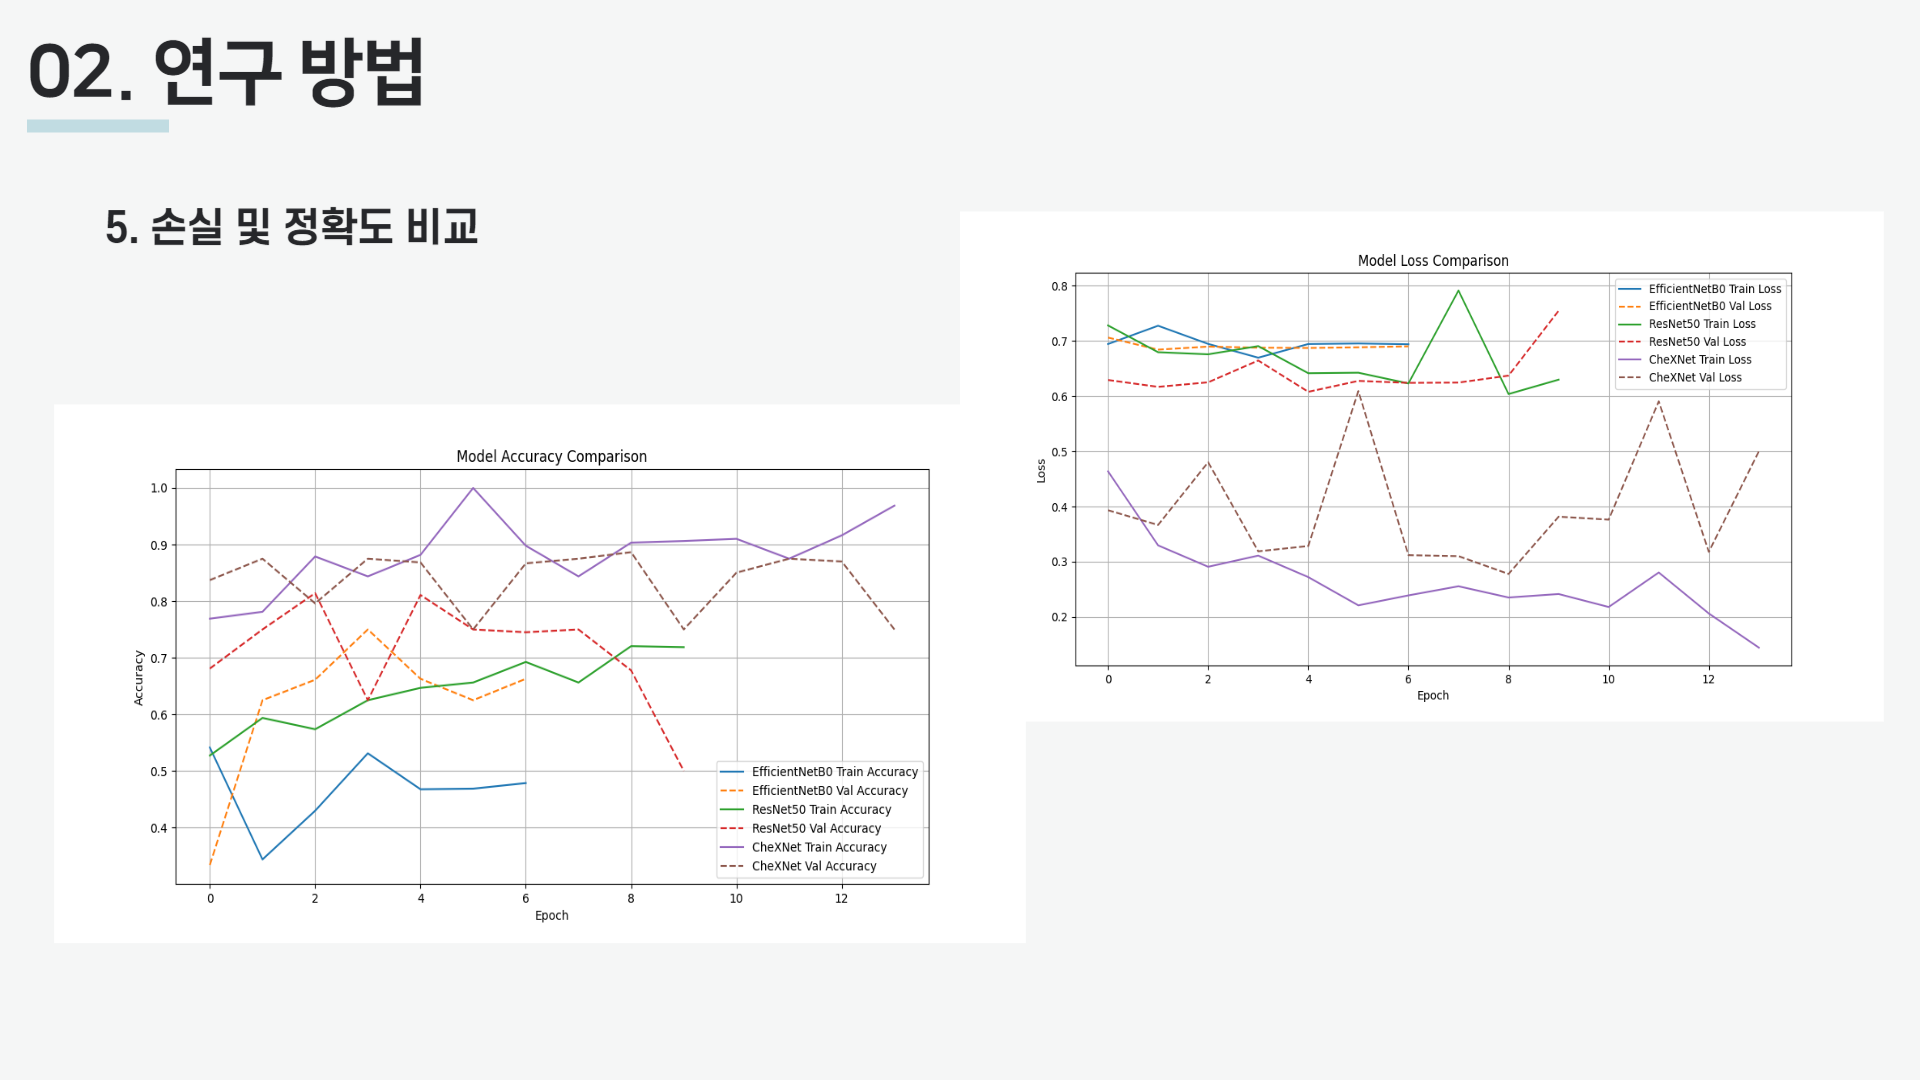 02. 연구 방법
5. 손실 및 정확도 비교
Model Accuracy Comparison
1.0
0.9
0.8
0.7
0.6
0.5
0.4
Accuracy
0 2 4 6 8 10 12
Epoch
EfficientNetB0 Train Accuracy
EfficientNetB0 Val Accuracy
ResNet50 Train Accuracy
ResNet50 Val Accuracy
CheXNet Train Accuracy
CheXNet Val Accuracy
Model Loss Comparison
0.8
0.7
0.6
0.5
0.4
0.3
0.2
Loss
0 2 4 6 8 10 12
Epoch
EfficientNetB0 Train Loss
EfficientNetB0 Val Loss
ResNet50 Train Loss
ResNet50 Val Loss
CheXNet Train Loss
CheXNet Val Loss